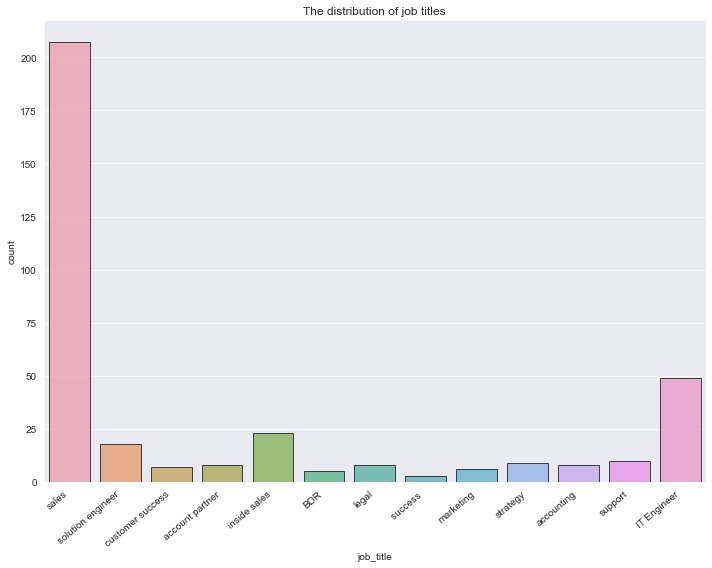 The distribution of job titles
200
175
150
125
100
75
50
25
0
count
sales
solution engineer
customer success
account partner
inside sales
BDR
legal
success
marketing
strategy
accounting
support
IT Engineer
job_title